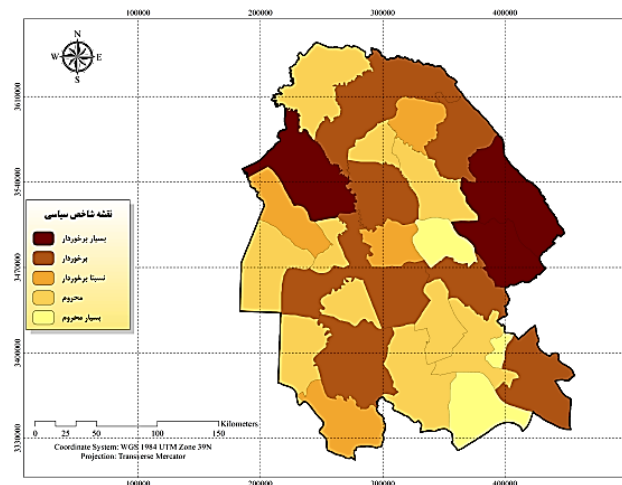 100000 200000 300000 400000
N
W E
S
3610000
3540000
3470000
3400000
3330000
نقشه شاخص سیاسی
بسیار برخوردار
برخوردار
نسبتا برخوردار
محروم
بسیار محروم
Kilometers
0 25 50 100 150
Coordinate System: WGS 1984 UTM Zone 39N
Projection: Transverse Mercator
100000 200000 300000 400000